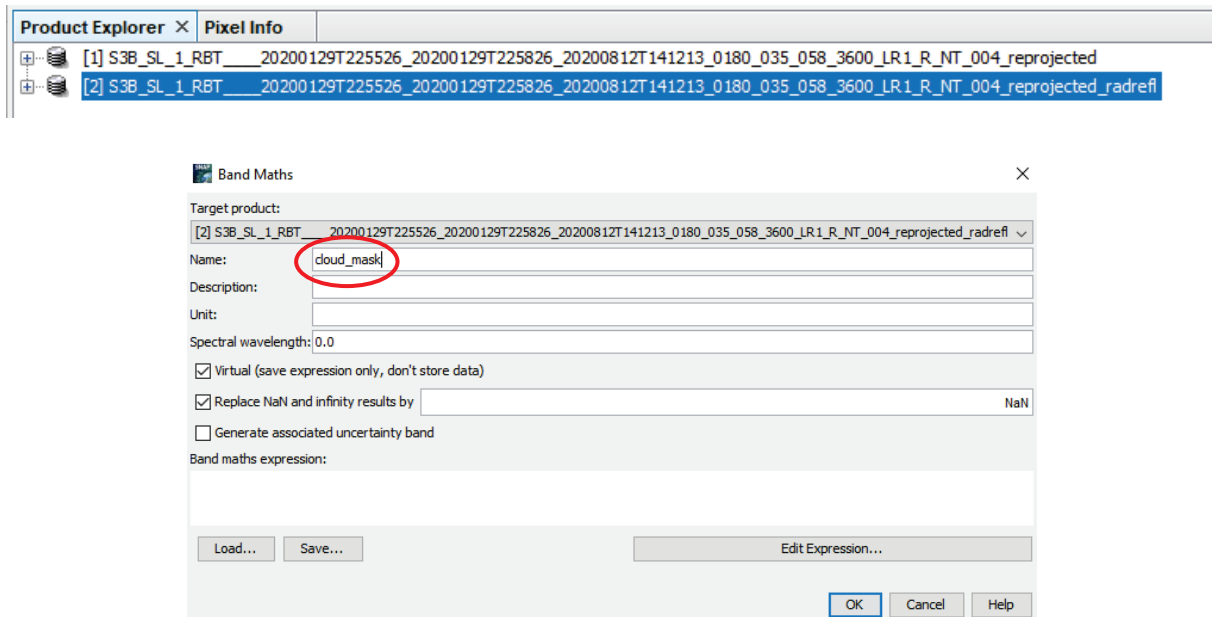 Product Explorer × Pixel Info
[1] S3B_SL_1_RBT____20200129T225526_20200129T225826_20200812T141213_0180_035_058_3600_LR1_R_NT_004_reprojected
[2] S3B_SL_1_RBT____20200129T225526_20200129T225826_20200812T141213_0180_035_058_3600_LR1_R_NT_004_reprojected_radrefl
SNAP Band Maths
Target product:
[2] S3B_SL_1_RBT____20200129T225526_20200129T225826_20200812T141213_0180_035_058_3600_LR1_R_NT_004_reprojected_radrefl
Name: cloud_mask
Description:
Unit:
Spectral wavelength: 0.0
Virtual (save expression only, don't store data)
Replace NaN and infinity results by NaN
Generate associated uncertainty band
Band maths expression:
Load... Save... Edit Expression...
OK Cancel Help